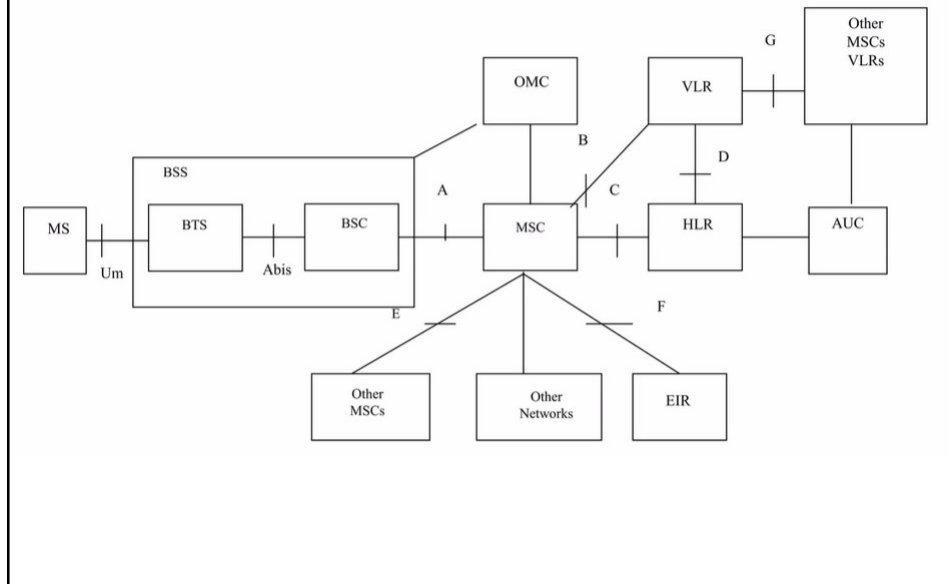 Other
MSCs
VLRs
G
OMC
VLR
B
D
BSS
A
C
MS
BTS
BSC
MSC
HLR
AUC
Um
Abis
E
F
Other
MSCs
Other
Networks
EIR